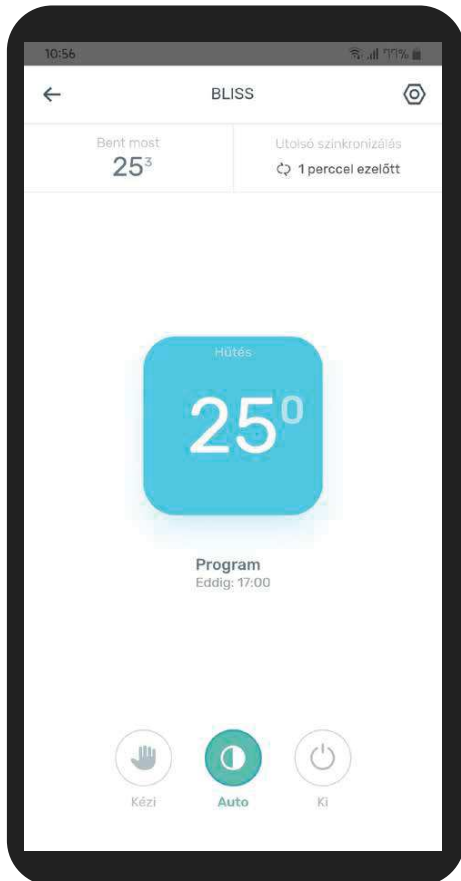 10:56
BLISS
Bent most
25³
Utolsó szinkronizálás
1 perccel ezelőtt
Hűtés
25⁰
Program
Eddig: 17:00
Kézi
Auto
Ki